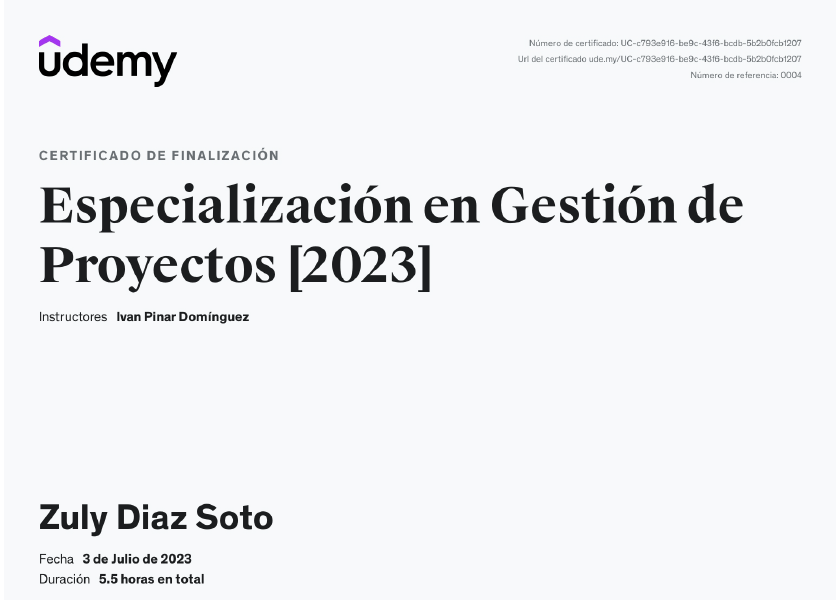 udemy
Número de certificado: UC-c793e916-be9c-43f6-bcdb-5b2b0fcb1207
Url del certificado ude.my/UC-c793e916-be9c-43f6-bcdb-5b2b0fcb1207
Número de referencia: 0004
CERTIFICADO DE FINALIZACIÓN
Especialización en Gestión de
Proyectos [2023]
Instructores Ivan Pinar Domínguez
Zuly Diaz Soto
Fecha 3 de Julio de 2023
Duración 5.5 horas en total